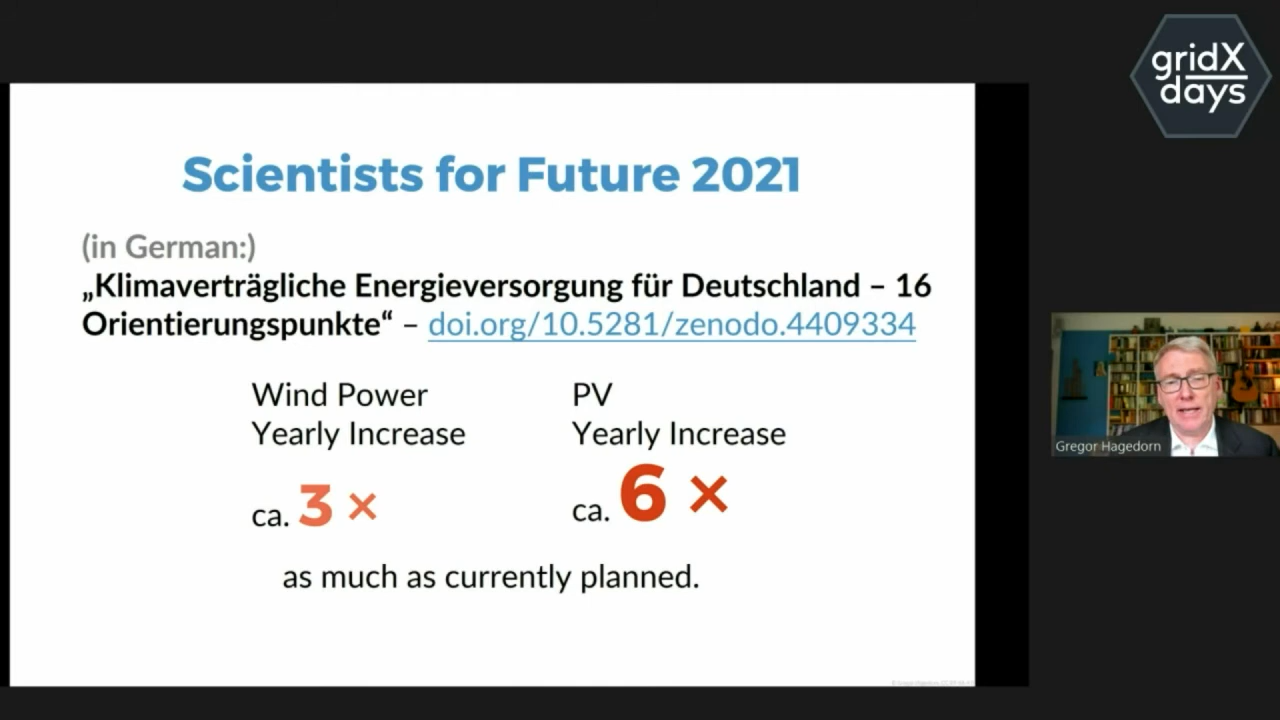 gridX
days
Scientists for Future 2021
(in German:)
„Klimaverträgliche Energieversorgung für Deutschland – 16
Orientierungspunkte“ – doi.org/10.5281/zenodo.4409334
Wind Power
Yearly Increase
ca. 3 ×
PV
Yearly Increase
ca. 6 ×
as much as currently planned.
Gregor Hagedorn